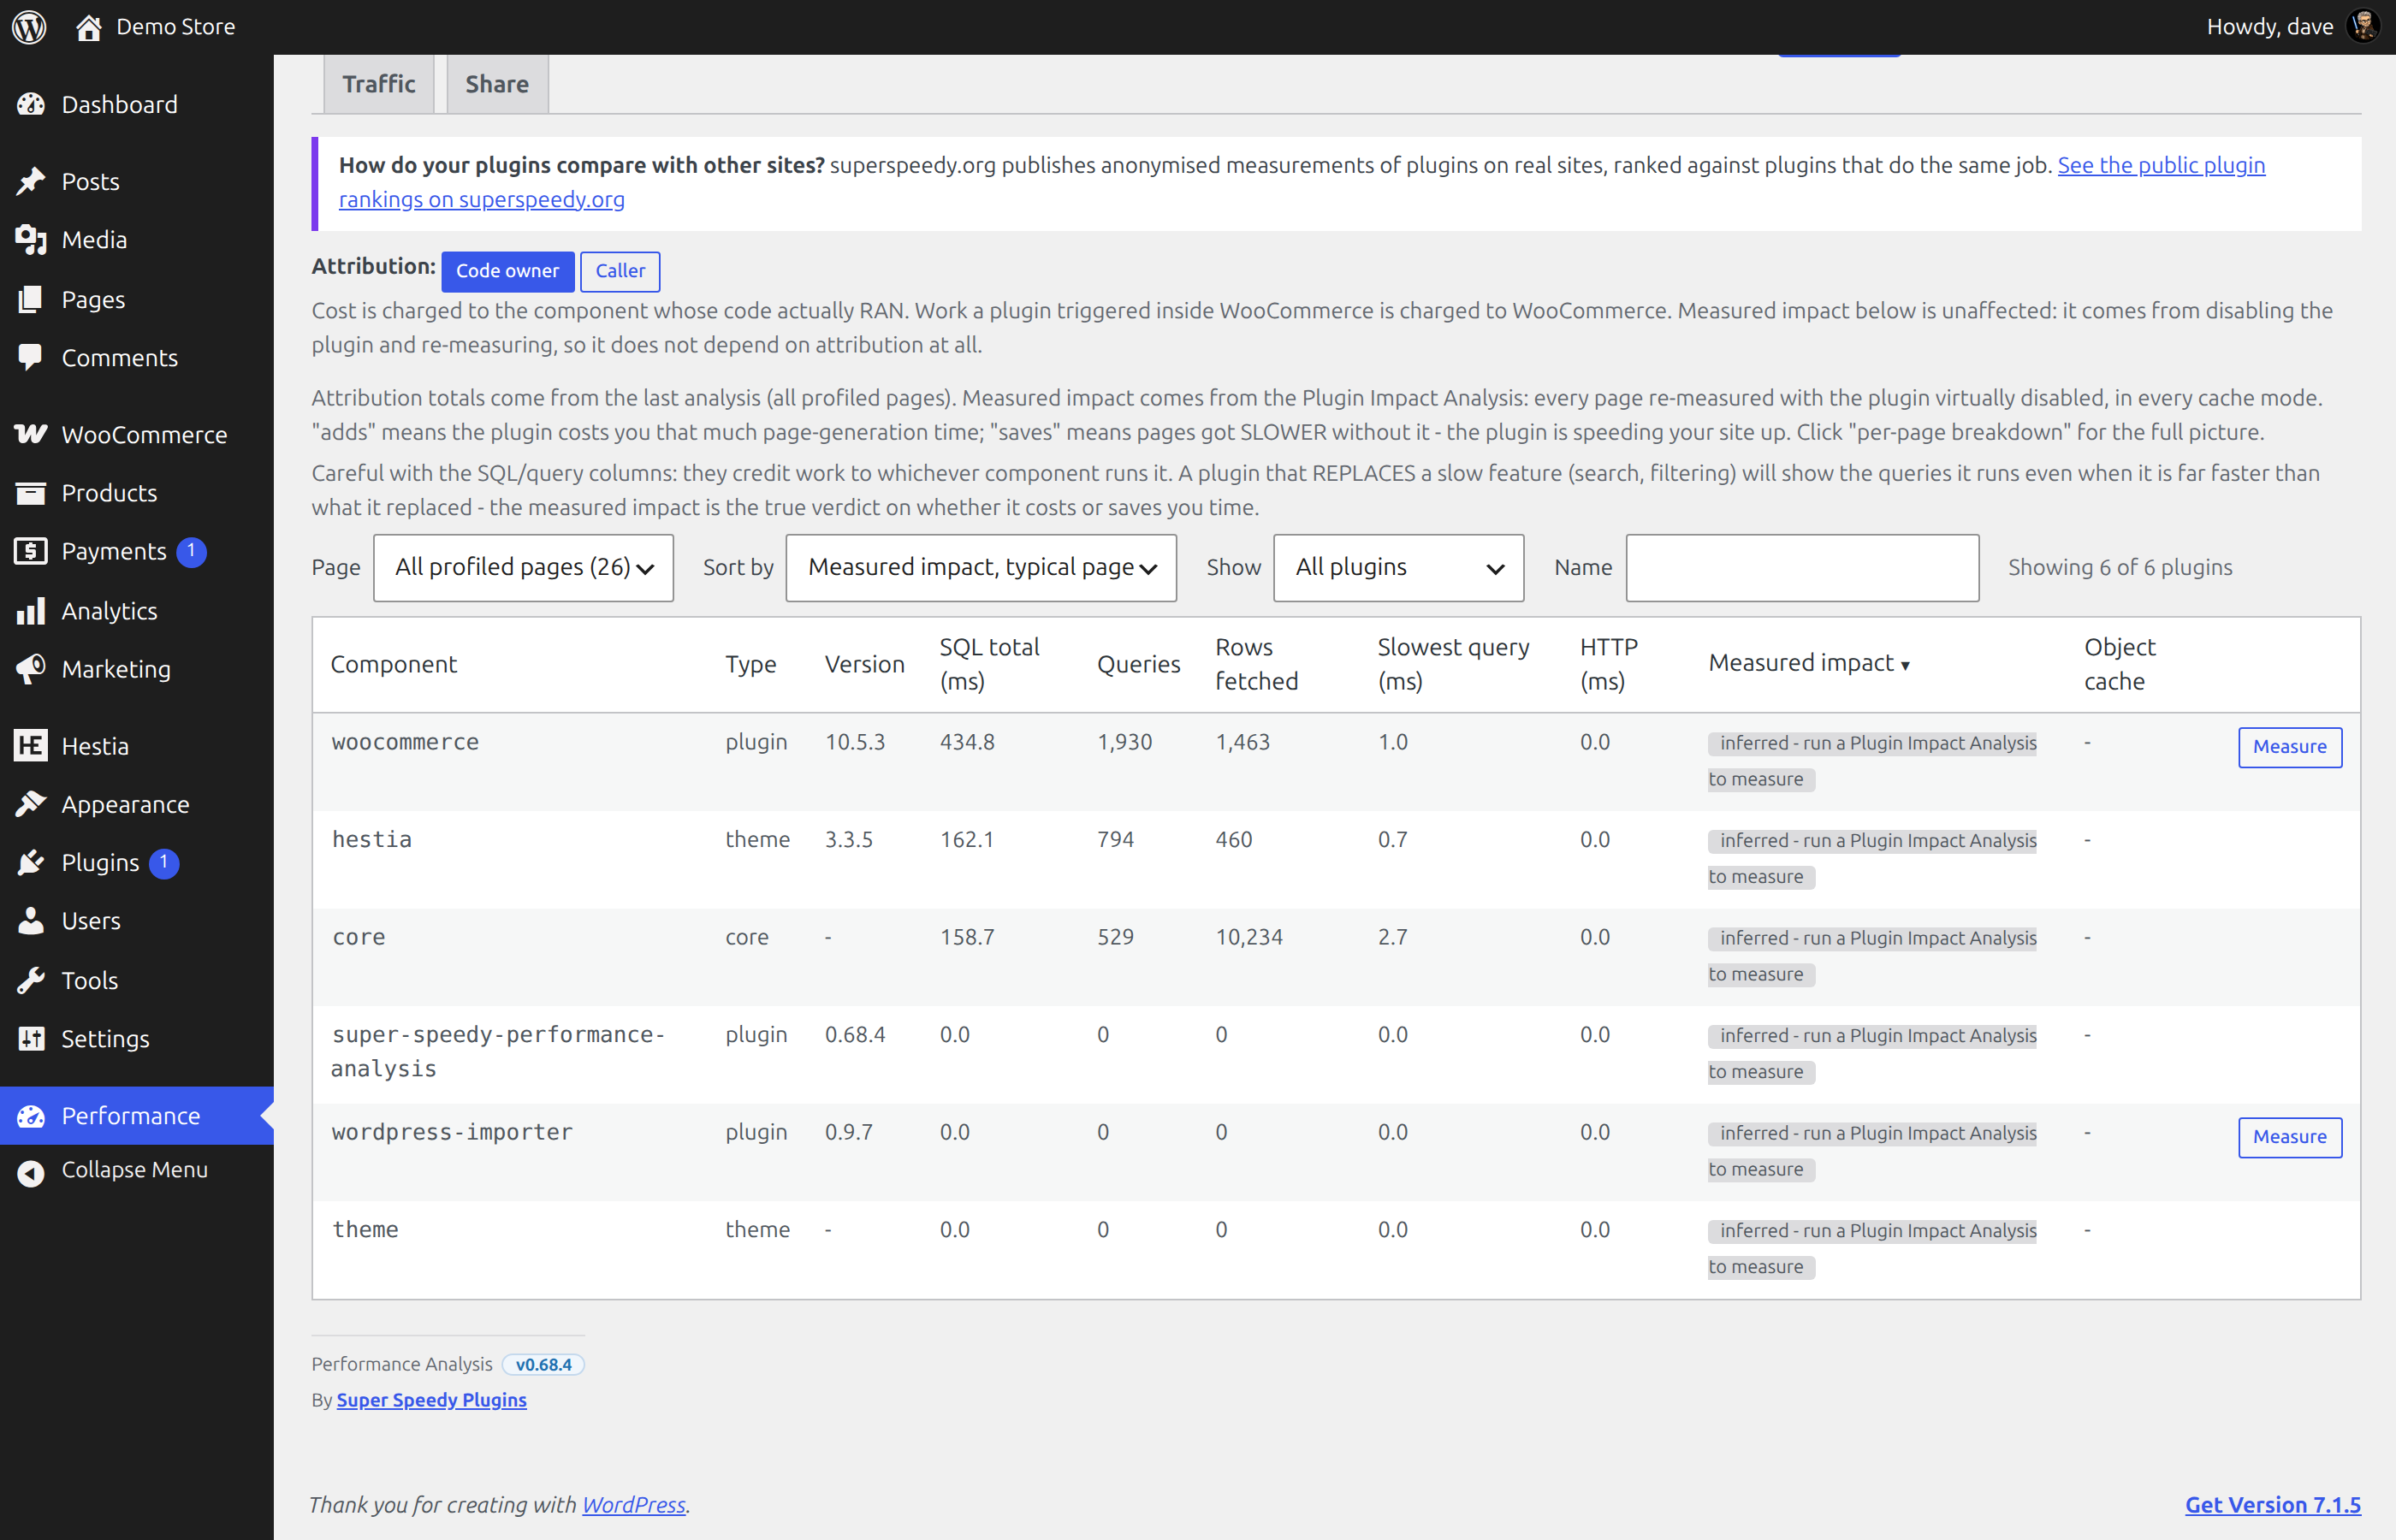 Demo Store
Howdy, dave
Dashboard
Posts
Media
Pages
Comments
WooCommerce
Products
Payments 1
Analytics
Marketing
Hestia
Appearance
Plugins 1
Users
Tools
Settings
Performance
Collapse Menu
Traffic Share
How do your plugins compare with other sites? superspeedy.org publishes anonymised measurements of plugins on real sites, ranked against plugins that do the same job. See the public plugin
rankings on superspeedy.org
Attribution: Code owner Caller
Cost is charged to the component whose code actually RAN. Work a plugin triggered inside WooCommerce is charged to WooCommerce. Measured impact below is unaffected: it comes from disabling the
plugin and re-measuring, so it does not depend on attribution at all.
Attribution totals come from the last analysis (all profiled pages). Measured impact comes from the Plugin Impact Analysis: every page re-measured with the plugin virtually disabled, in every cache mode.
"adds" means the plugin costs you that much page-generation time; "saves" means pages got SLOWER without it - the plugin is speeding your site up. Click "per-page breakdown" for the full picture.
Careful with the SQL/query columns: they credit work to whichever component runs it. A plugin that REPLACES a slow feature (search, filtering) will show the queries it runs even when it is far faster than
what it replaced - the measured impact is the true verdict on whether it costs or saves you time.
Page All profiled pages (26) Sort by Measured impact, typical page Show All plugins Name Showing 6 of 6 plugins
Component Type Version SQL total (ms) Queries Rows fetched Slowest query (ms) HTTP (ms) Measured impact ▾ Object cache
woocommerce plugin 10.5.3 434.8 1,930 1,463 1.0 0.0 inferred - run a Plugin Impact Analysis - Measure
to measure
hestia theme 3.3.5 162.1 794 460 0.7 0.0 inferred - run a Plugin Impact Analysis -
to measure
core core - 158.7 529 10,234 2.7 0.0 inferred - run a Plugin Impact Analysis -
to measure
super-speedy-performance- plugin 0.68.4 0.0 0 0 0.0 0.0 inferred - run a Plugin Impact Analysis -
analysis to measure
wordpress-importer plugin 0.9.7 0.0 0 0 0.0 0.0 inferred - run a Plugin Impact Analysis - Measure
to measure
theme theme - 0.0 0 0 0.0 0.0 inferred - run a Plugin Impact Analysis -
to measure
Performance Analysis v0.68.4
By Super Speedy Plugins
Thank you for creating with WordPress.
Get Version 7.1.5